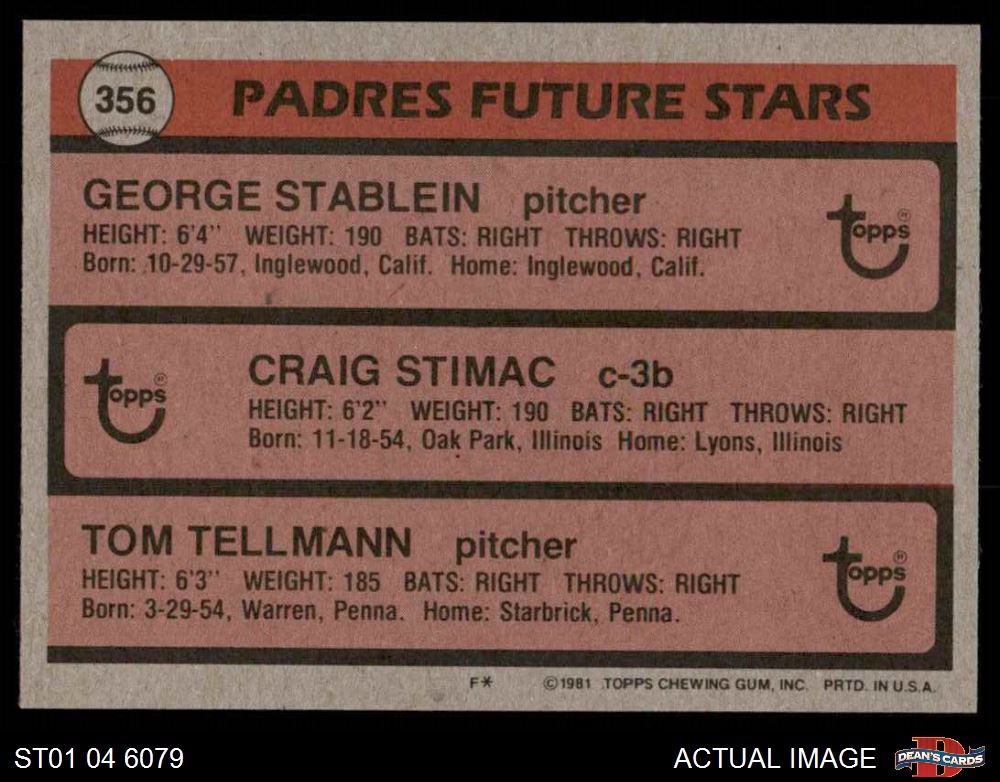 356 PADRES FUTURE STARS
GEORGE STABLEIN pitcher
HEIGHT: 6'4" WEIGHT: 190 BATS: RIGHT THROWS: RIGHT
Born: 10-29-57, Inglewood, Calif. Home: Inglewood, Calif.
topps®
CRAIG STIMAC c-3b
HEIGHT: 6'2" WEIGHT: 190 BATS: RIGHT THROWS: RIGHT
Born: 11-18-54, Oak Park, Illinois Home: Lyons, Illinois
topps®
TOM TELLMANN pitcher
HEIGHT: 6'3" WEIGHT: 185 BATS: RIGHT THROWS: RIGHT
Born: 3-29-54, Warren, Penna. Home: Starbrick, Penna.
topps®
F* ©1981 TOPPS CHEWING GUM, INC. PRTD. IN U.S.A.
ST01 04 6079 ACTUAL IMAGE D DEAN'S CARDS